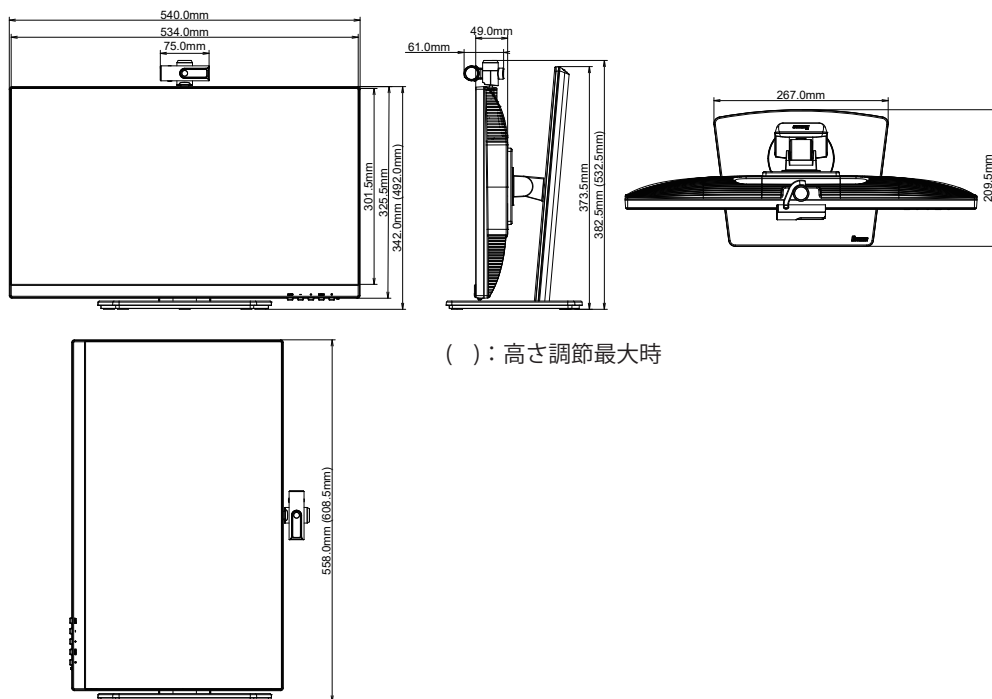 540.0mm
534.0mm
75.0mm
301.5mm
325.5mm
342.0mm (492.0mm)
49.0mm
61.0mm
373.5mm
382.5mm (532.5mm)
267.0mm
209.5mm
(　)：高さ調節最大時
558.0mm (608.5mm)